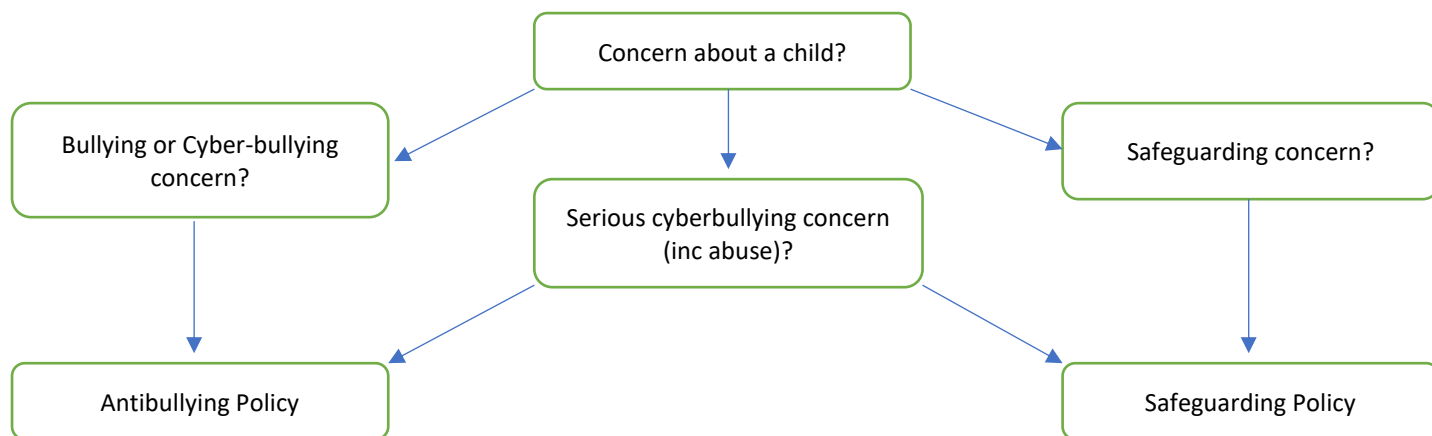 Concern about a child?
Bullying or Cyber-bullying
concern?
Safeguarding concern?
Serious cyberbullying concern
(inc abuse)?
Antibullying Policy
Safeguarding Policy